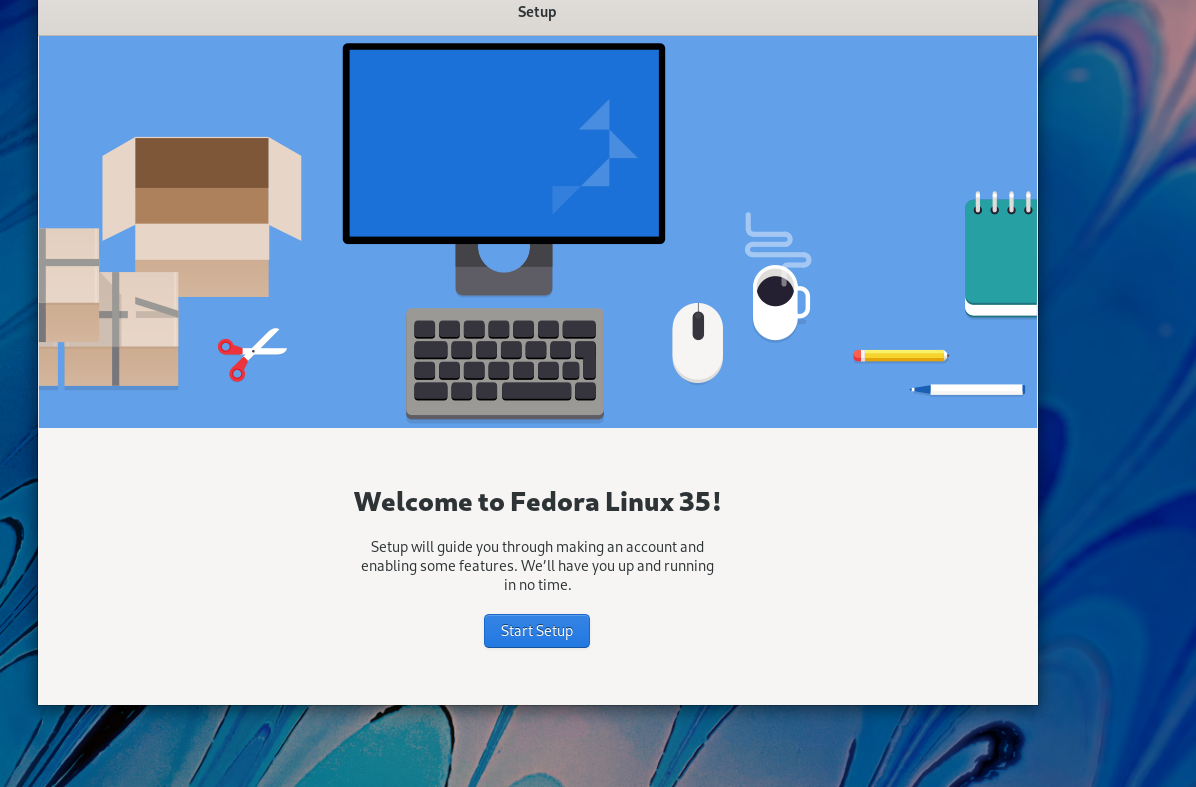 Setup
Welcome to Fedora Linux 35!
Setup will guide you through making an account and
enabling some features. We’ll have you up and running
in no time.
Start Setup